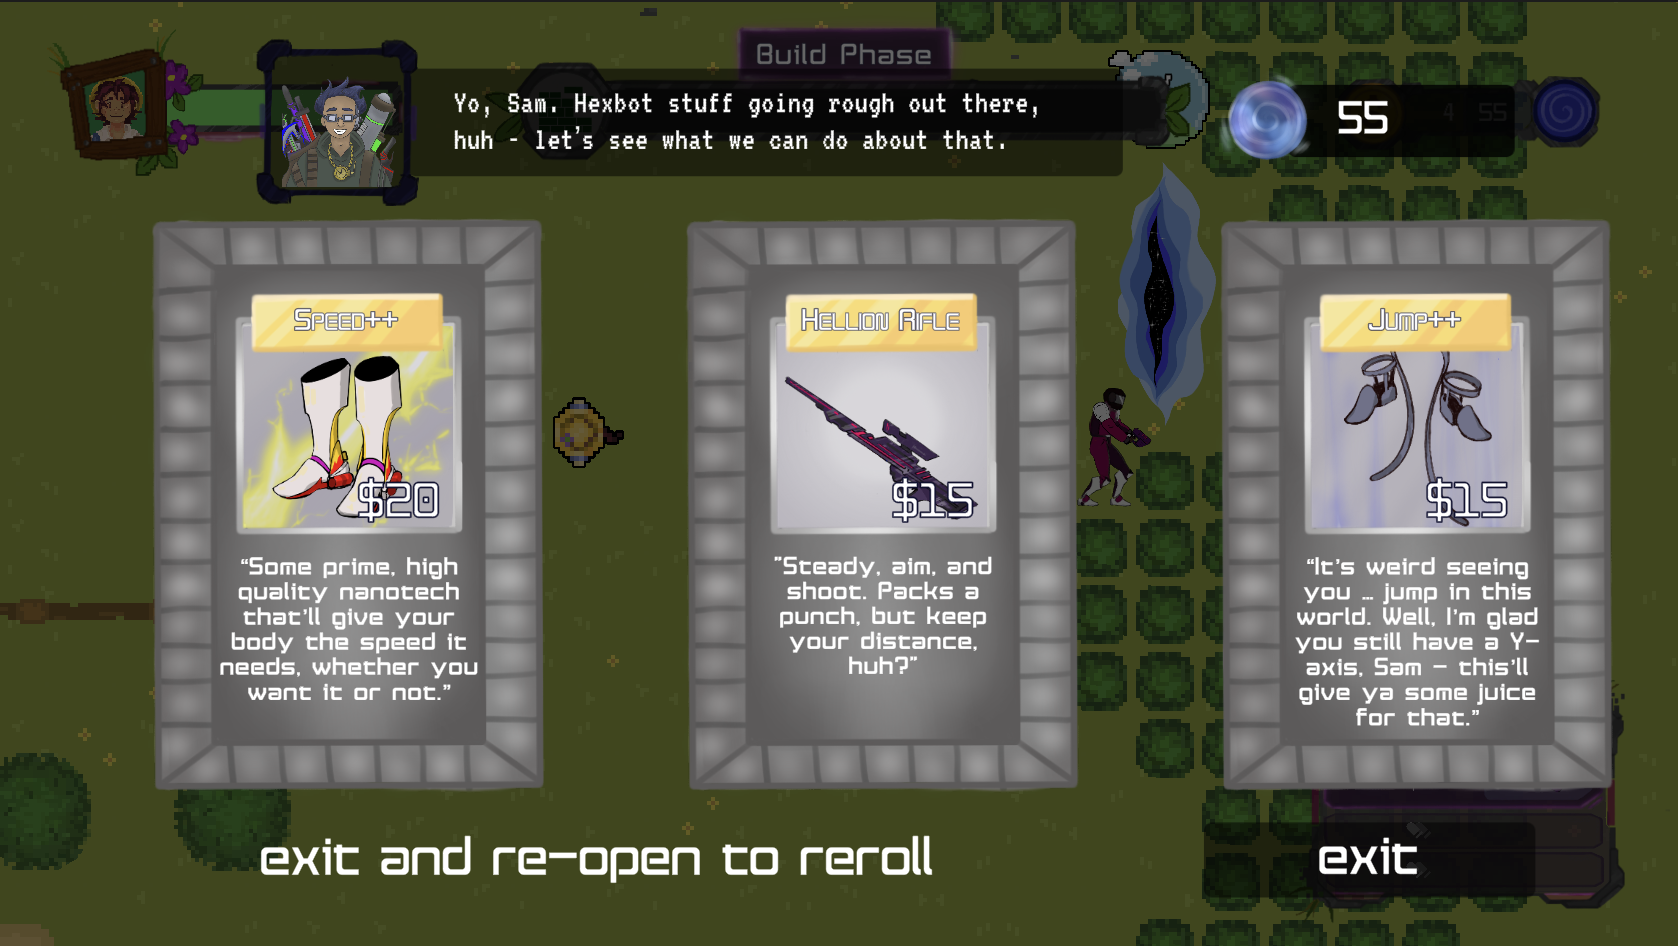 Build Phase
Yo, Sam. Hexbot stuff going rough out there,
huh - let's see what we can do about that.
55
4 55
Speed++
$20
“Some prime, high
quality nanotech
that'll give your
body the speed it
needs, whether you
want it or not.”
Hellion Rifle
$15
"Steady, aim, and
shoot. Packs a
punch, but keep
your distance,
huh?”
Jump++
$15
“It's weird seeing
you … jump in this
world. Well, I'm glad
you still have a Y-
axis, Sam - this'll
give ya some juice
for that.”
exit and re-open to reroll
exit